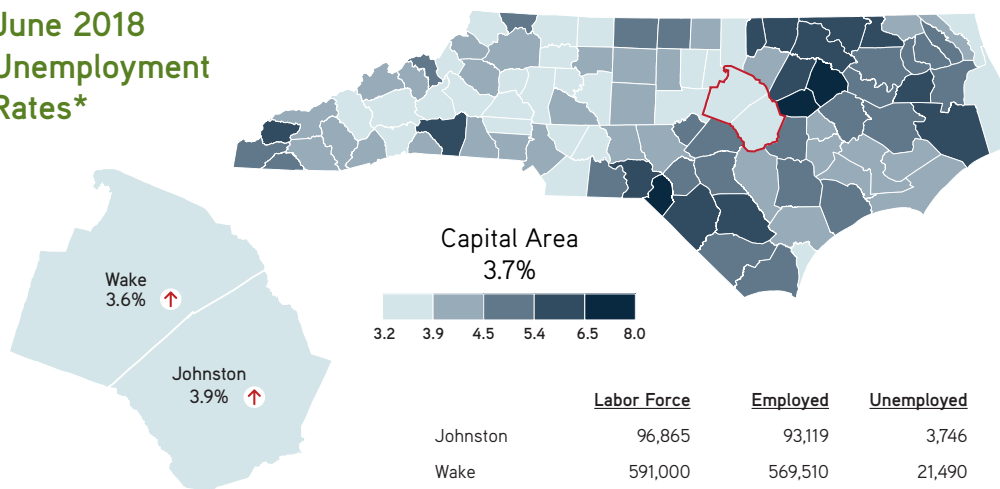 June 2018
Unemployment
Rates*
Capital Area
3.7%
3.2 3.9 4.5 5.4 6.5 8.0
Wake
3.6%
Johnston
3.9%
Labor Force Employed Unemployed
Johnston 96,865 93,119 3,746
Wake 591,000 569,510 21,490